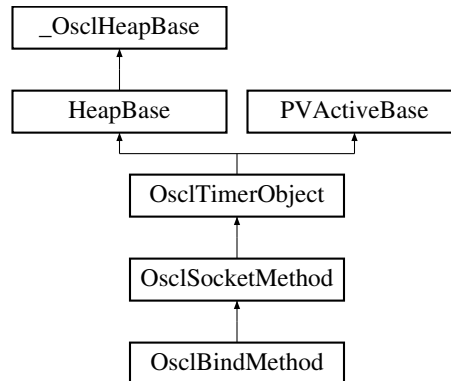 _OsclHeapBase
HeapBase
PVActiveBase
OsclTimerObject
OsclSocketMethod
OsclBindMethod